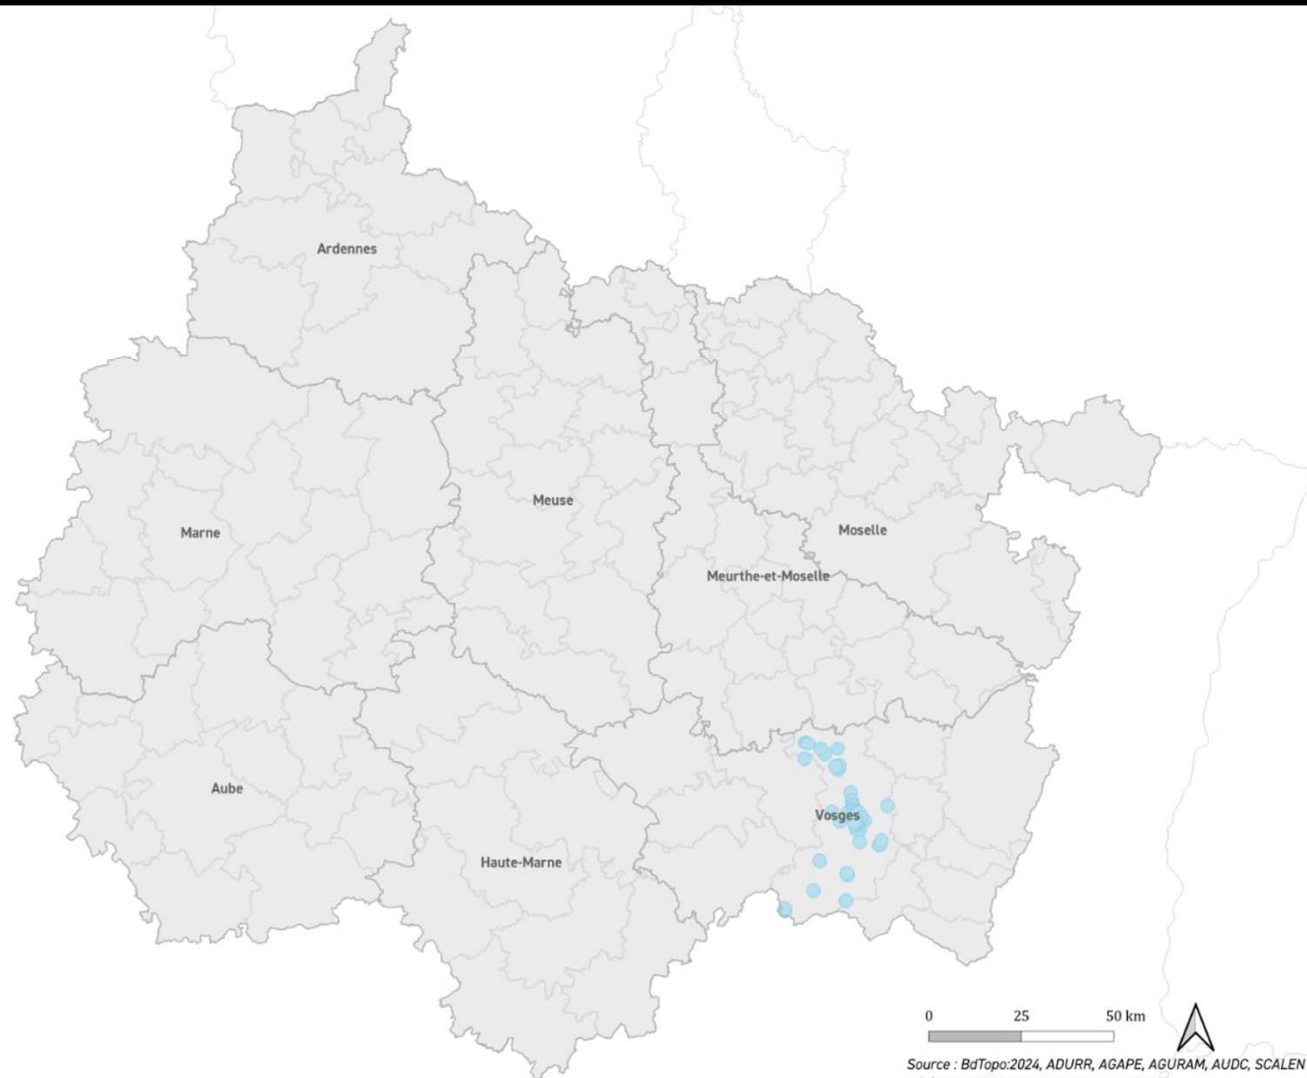 Ardennes
Meuse
Marne
Moselle
Meurthe-et-Moselle
Aube
Vosges
Haute-Marne
0 25 50 km
Source : BdTopo:2024, ADURR, AGAPE, AGURAM, AUDC, SCALEN